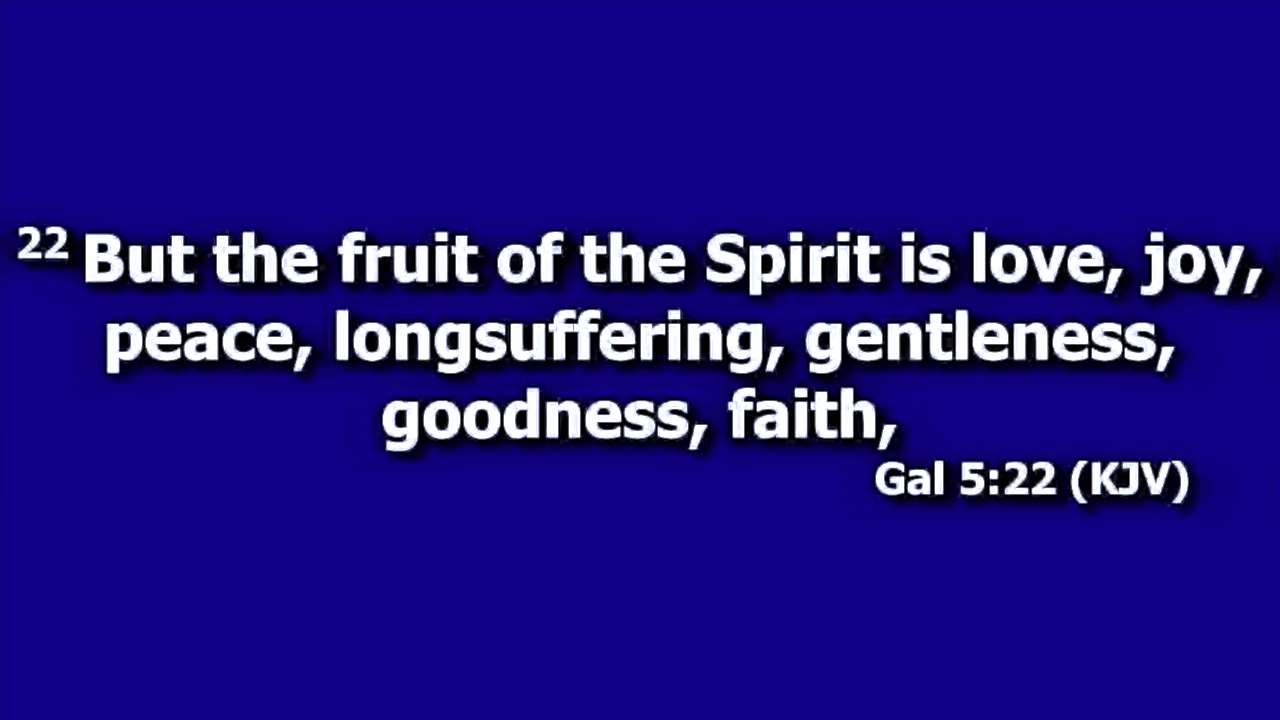 22 But the fruit of the Spirit is love, joy,
peace, longsuffering, gentleness,
goodness, faith,
Gal 5:22 (KJV)